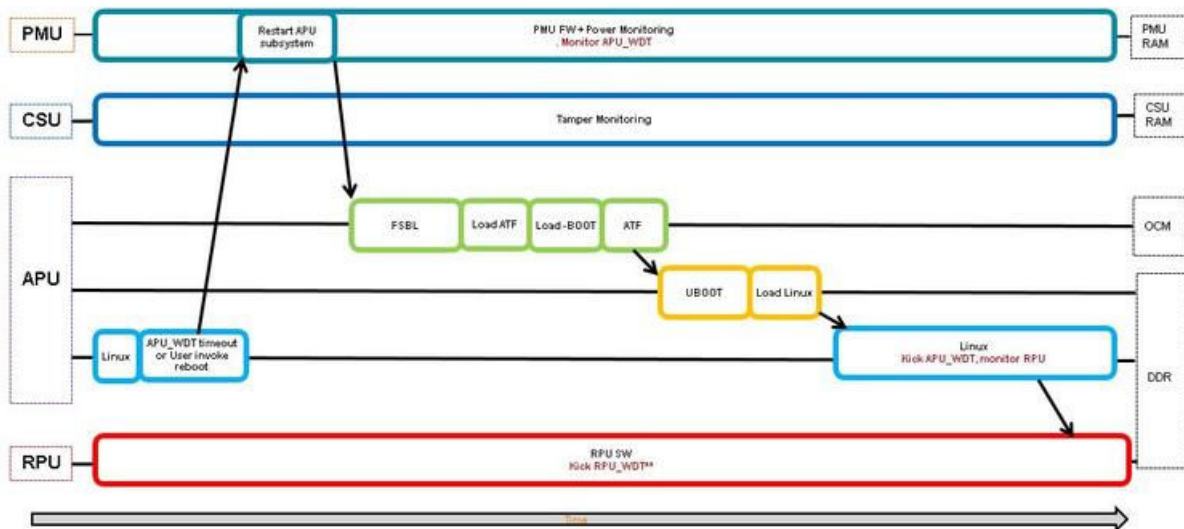 PMU
Restart APU
subsystem
PMU FW + Power Monitoring
. Monitor APU_WDT
PMU
RAM
CSU
Tamper Monitoring
CSU
RAM
APU
FSBL
Load ATF
Load -BOOT
ATF
OCM
UBOOT
Load Linux
Linux
APU_WDT timeout
or User invoke
reboot
Linux
Kick APU_WDT, monitor RPU
DDR
RPU
RPU SW
Kick RPU_WDT**
Time